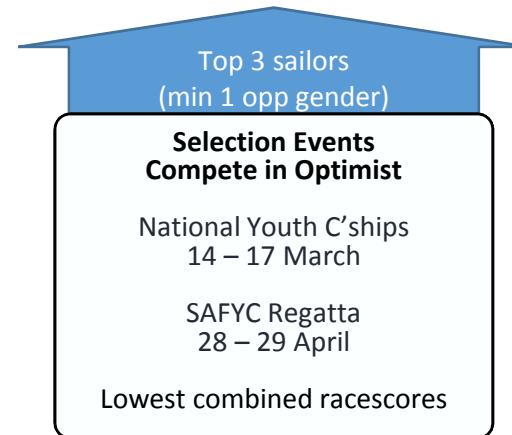 Top 3 sailors
(min 1 opp gender)
Selection Events
Compete in Optimist
National Youth C'ships
14 – 17 March
SAFYC Regatta
28 – 29 April
Lowest combined racescores